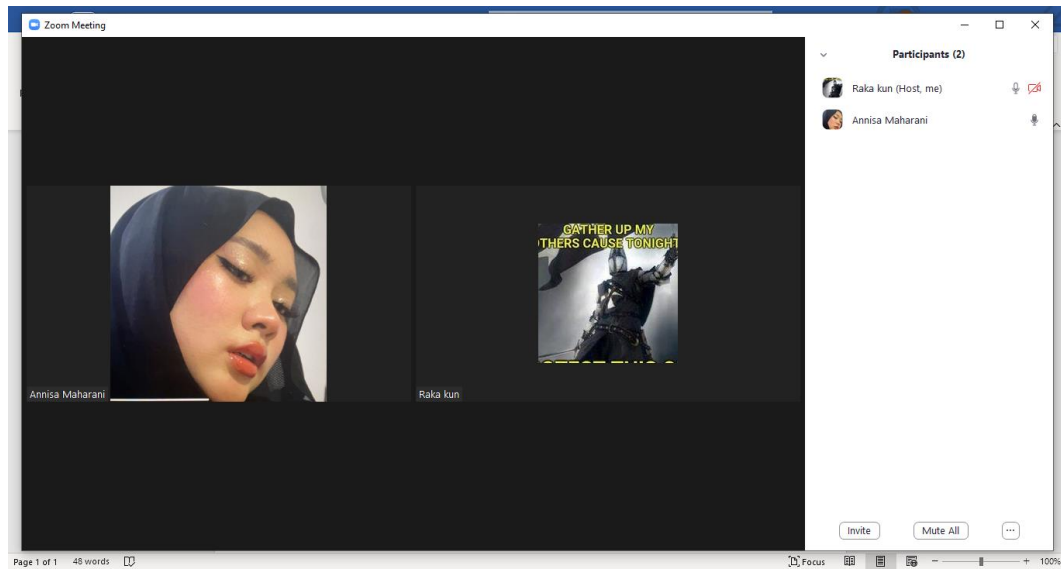 Zoom Meeting
Participants (2)
Raka kun (Host, me)
Annisa Maharani
GATHER UP MY
THERS CAUSE TONIGHT
Annisa Maharani
Raka kun
Invite
Mute All
...
Page 1 of 1
48 words
Focus
100%